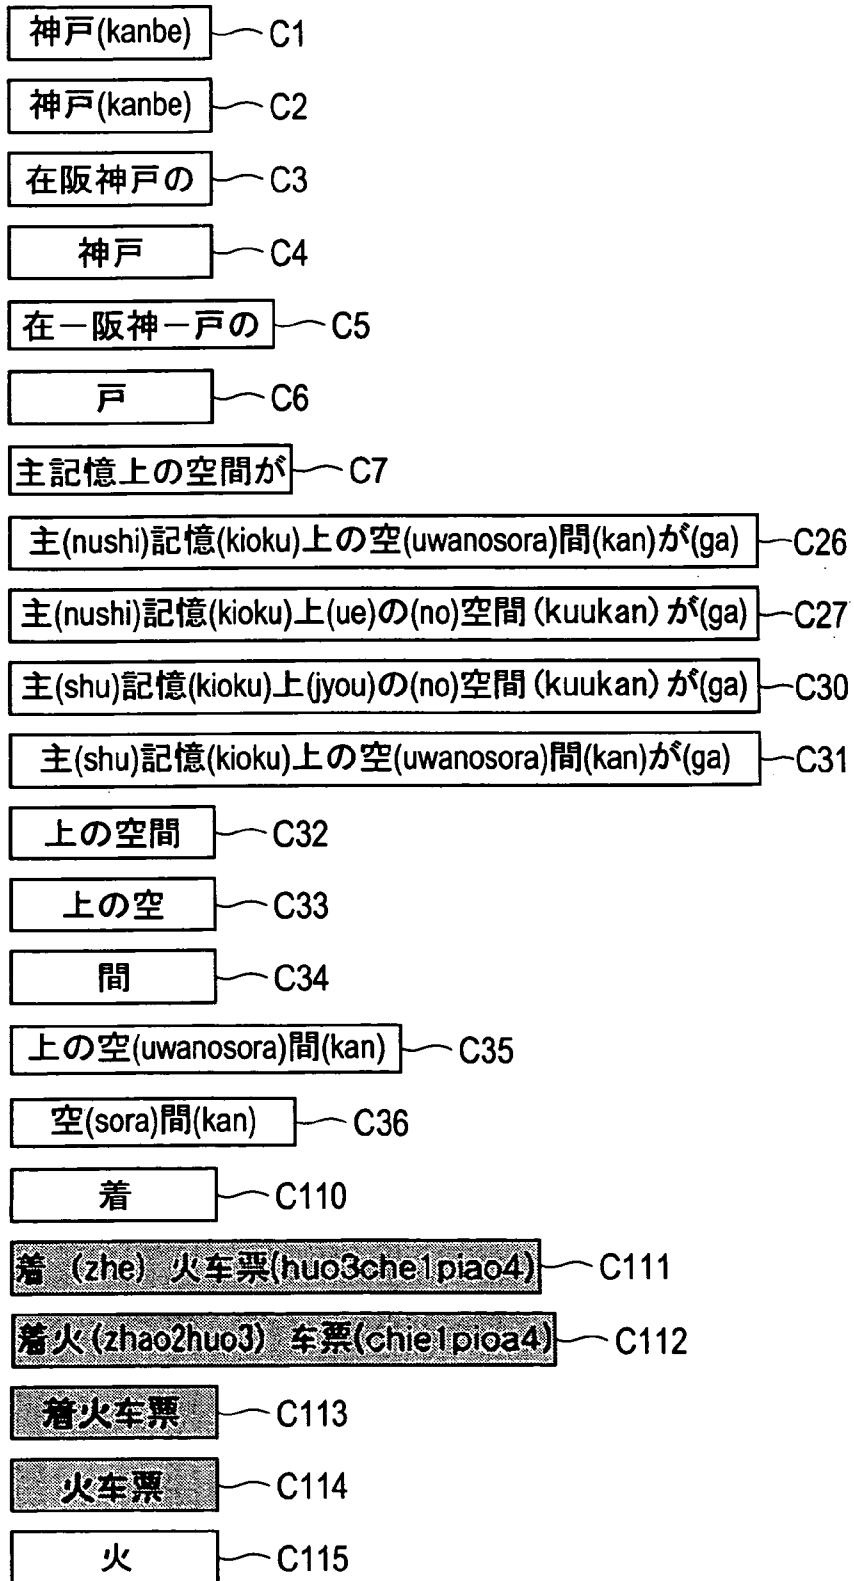 神戸(kanbe) C1
神戸(kanbe) C2
在阪神戸の C3
神戸 C4
在－阪神－戸の C5
戸 C6
主記憶上の空間が C7
主(nushi)記憶(kioku)上の空(uwanosora)間(kan)が(ga) C26
主(nushi)記憶(kioku)上(ue)の(no)空間(kuukan)が(ga) C27
主(shu)記憶(kioku)上(jyou)の(no)空間(kuukan)が(ga) C30
主(shu)記憶(kioku)上の空(uwanosora)間(kan)が(ga) C31
上の空間 C32
上の空 C33
間 C34
上の空(uwanosora)間(kan) C35
空(sora)間(kan) C36
着 C110
着 (zhe) 火车票(huo3che1piao4) C111
着火(zhao2huo3) 车票(chie1pioa4) C112
着火车票 C113
火车票 C114
火 C115